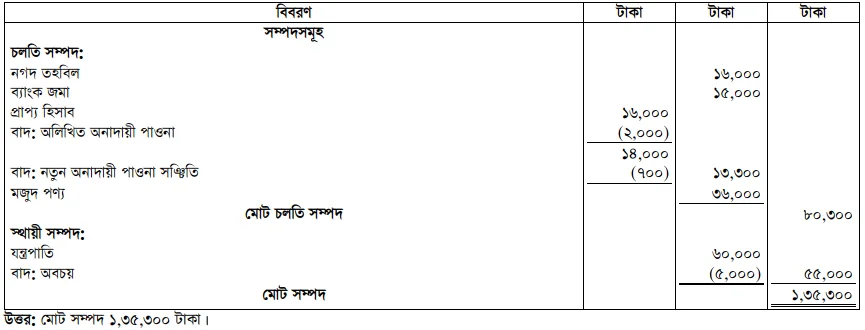 বিবরণ টাকা টাকা টাকা
সম্পদসমূহ
চলতি সম্পদ:
নগদ তহবিল ১৬,০০০
ব্যাংক জমা ১৫,০০০
প্রাপ্য হিসাব ১৬,০০০
বাদ: অলিখিত অনাদায়ী পাওনা (২,০০০)
১৪,০০০
বাদ: নতুন অনাদায়ী পাওনা সঞ্চিতি (৭০০) ১৩,৩০০
মজুদ পণ্য ৩৬,০০০
মোট চলতি সম্পদ ৮০,৩০০
স্থায়ী সম্পদ:
যন্ত্রপাতি ৬০,০০০
বাদ: অবচয় (৫,০০০) ৫৫,০০০
মোট সম্পদ ১,৩৫,৩০০
উত্তর: মোট সম্পদ ১,৩৫,৩০০ টাকা।